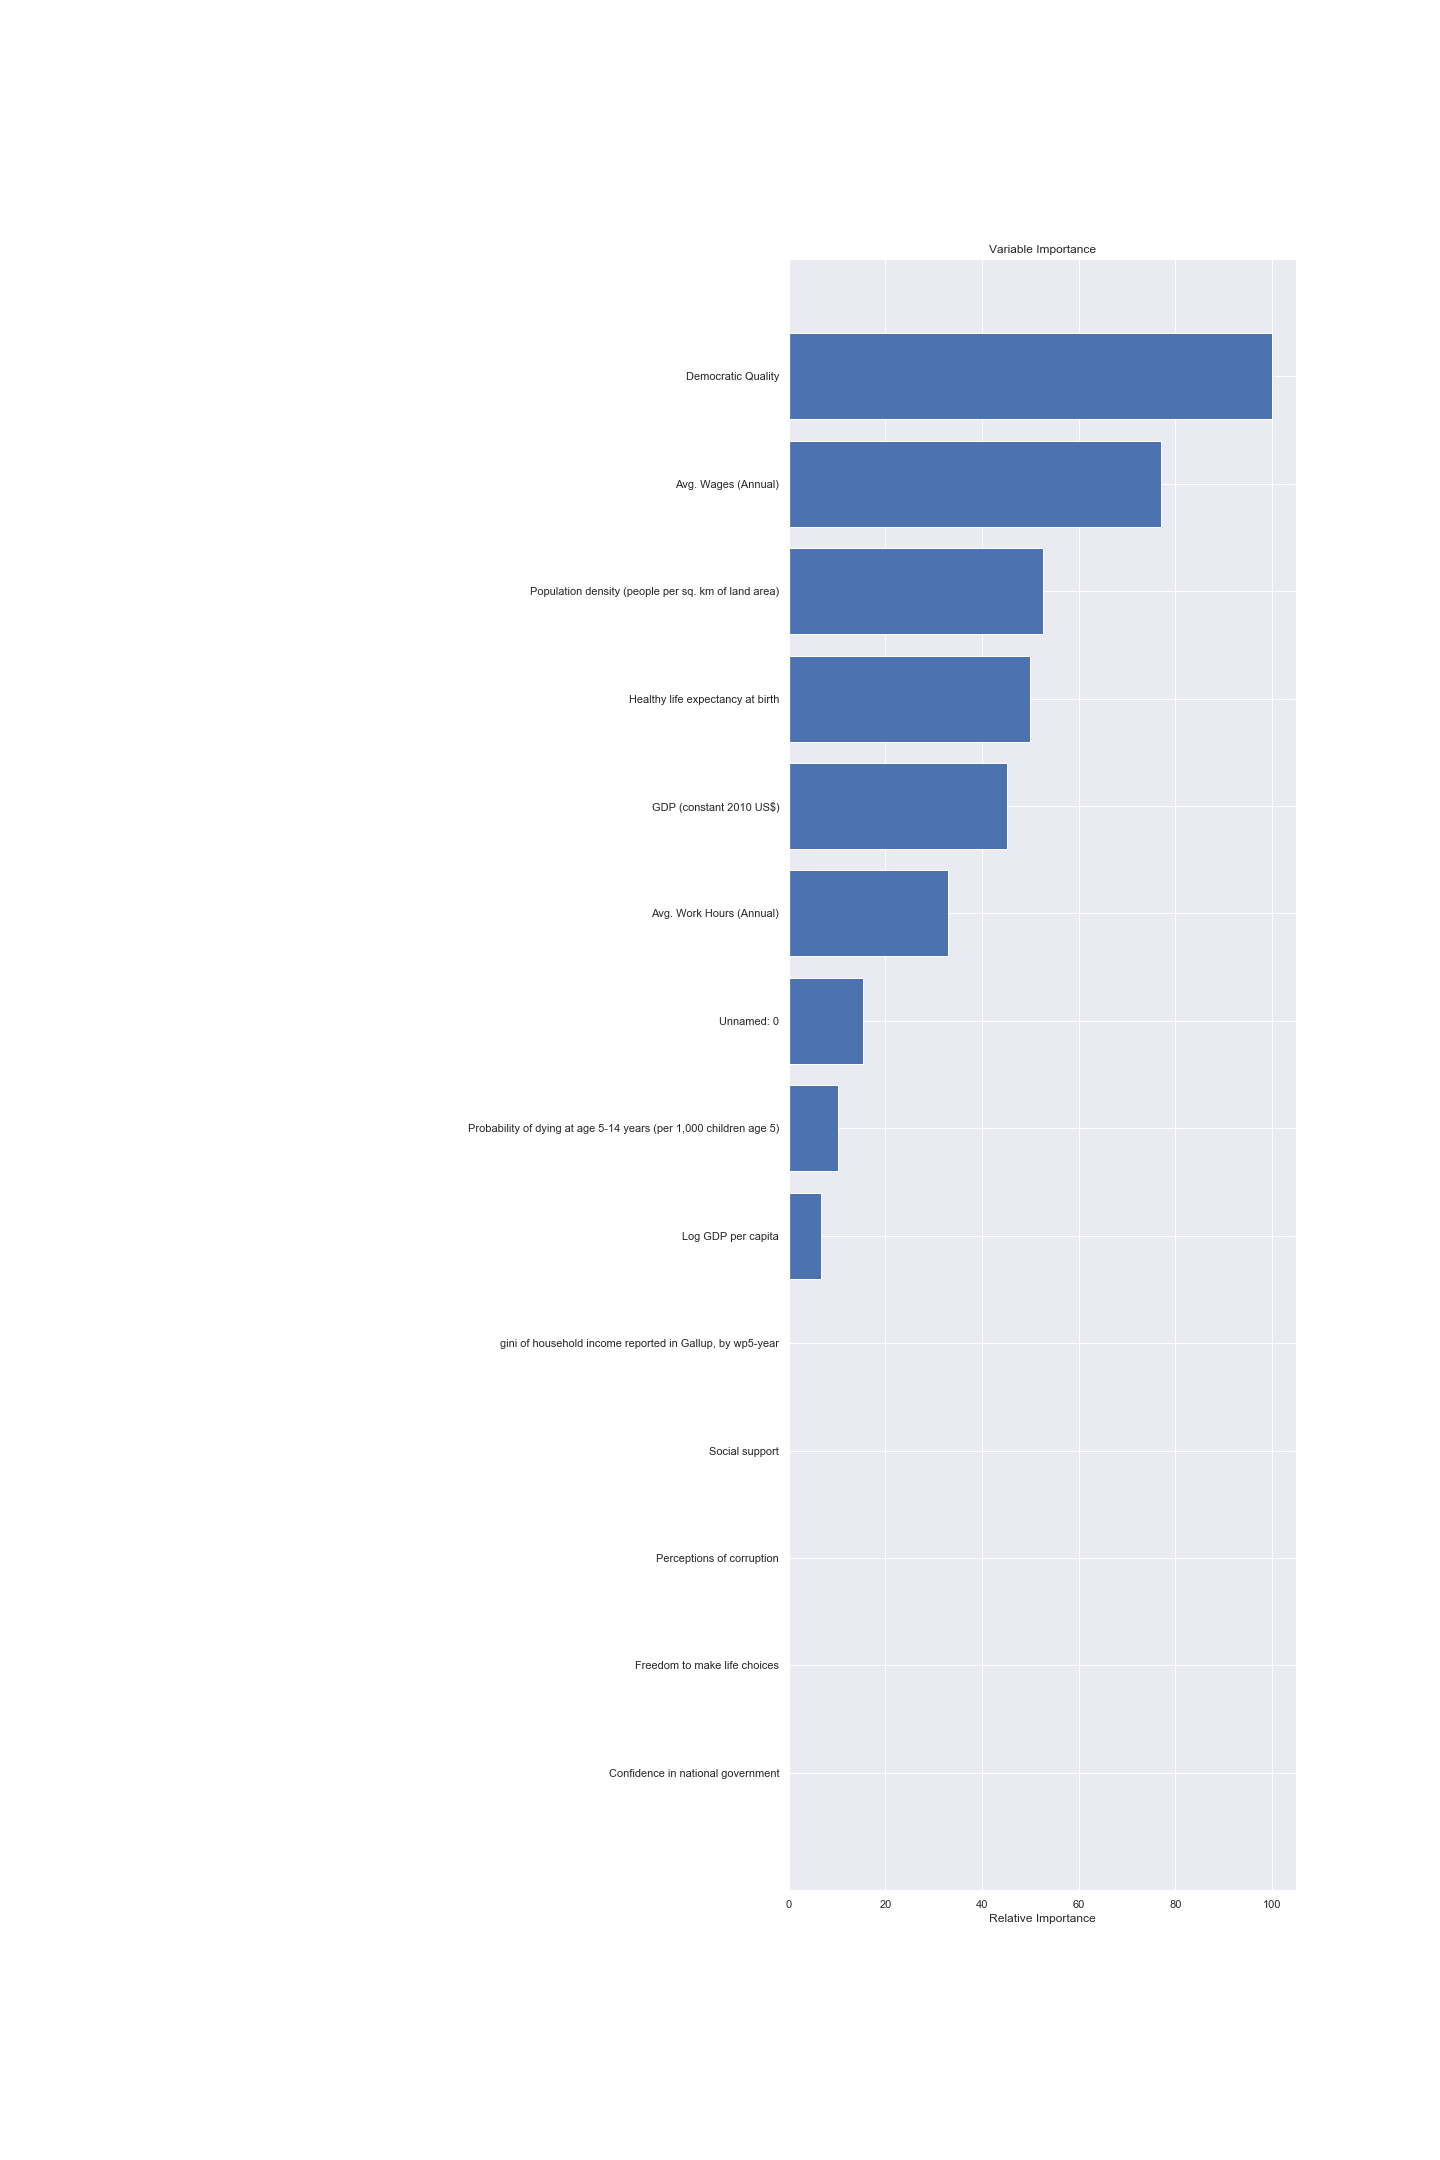 Variable Importance
Democratic Quality
Avg. Wages (Annual)
Population density (people per sq. km of land area)
Healthy life expectancy at birth
GDP (constant 2010 US$)
Avg. Work Hours (Annual)
Unnamed: 0
Probability of dying at age 5-14 years (per 1,000 children age 5)
Log GDP per capita
gini of household income reported in Gallup, by wp5-year
Social support
Perceptions of corruption
Freedom to make life choices
Confidence in national government
0 20 40 60 80 100
Relative Importance